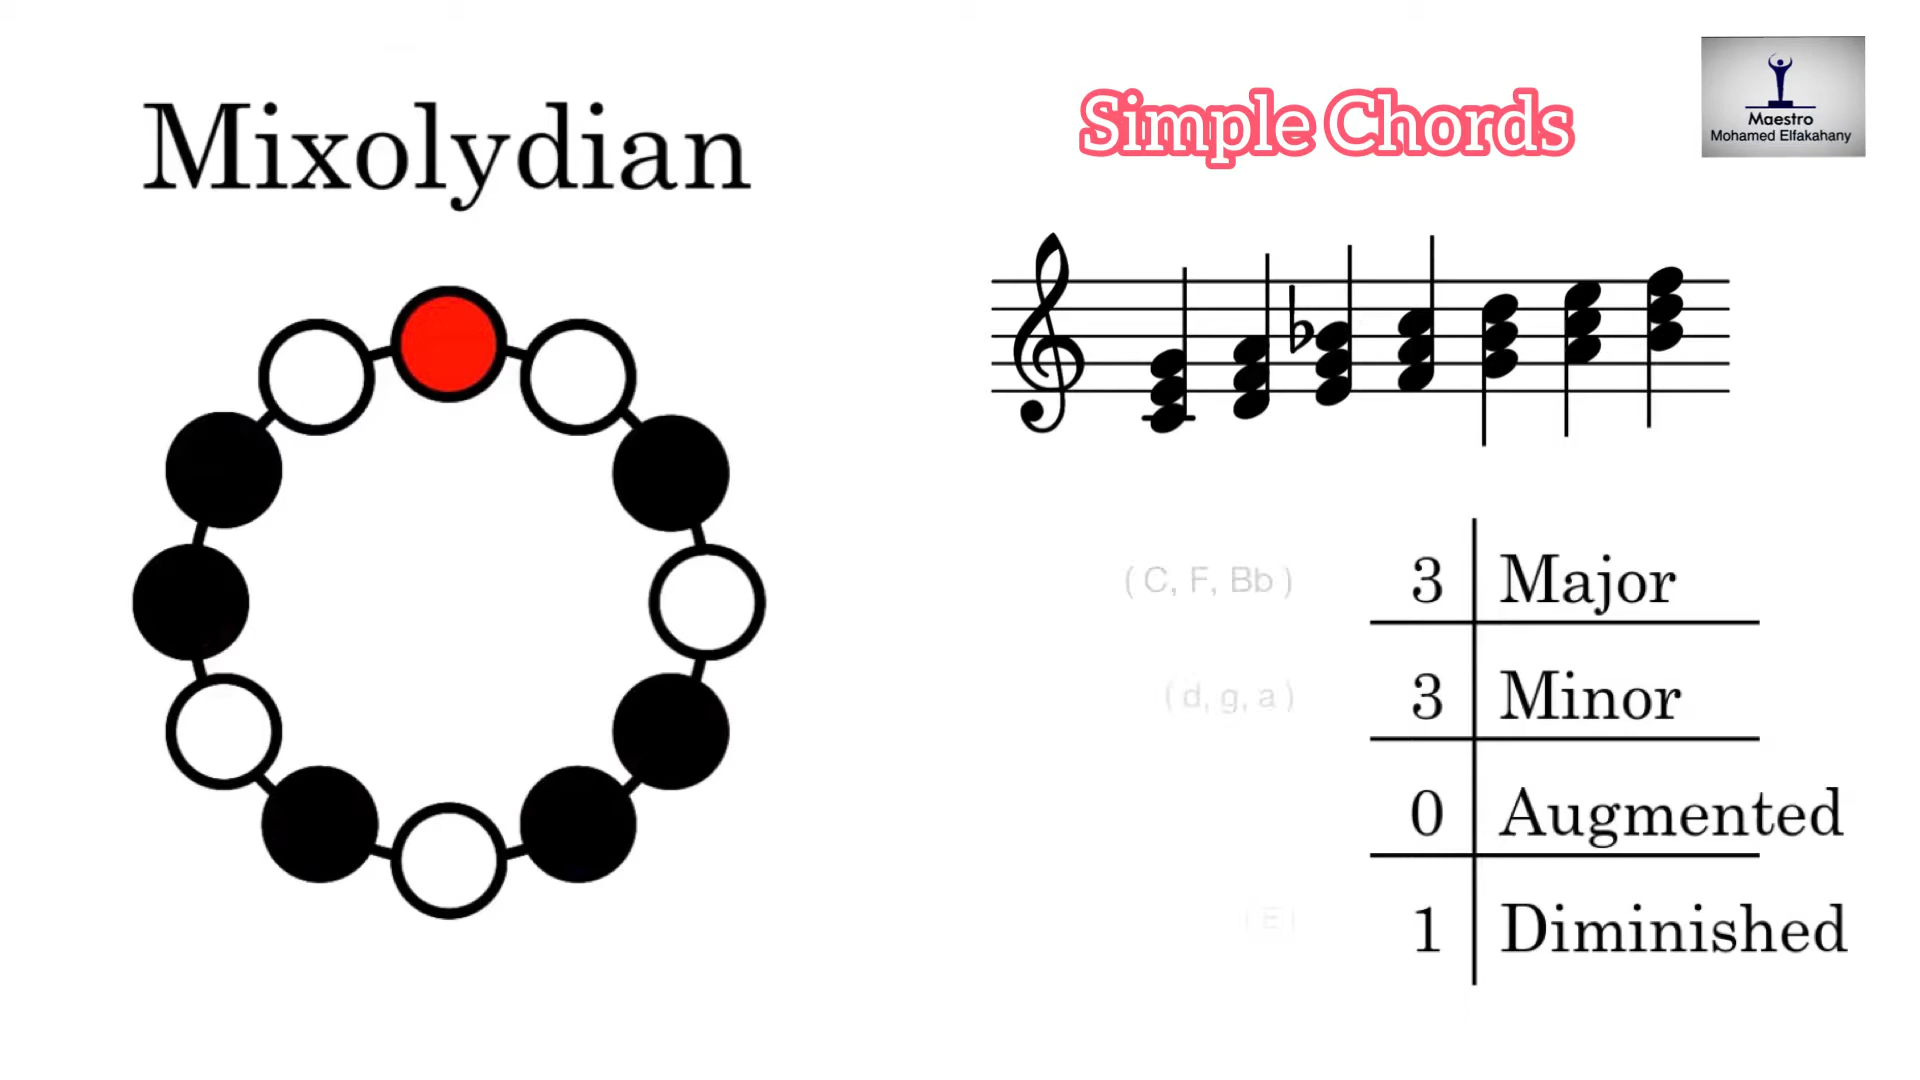 Mixolydian
Simple Chords
Maestro
Mohamed Elfakahany
( C, F, Bb ) 3 Major
( d, g, a ) 3 Minor
0 Augmented
( E ) 1 Diminished